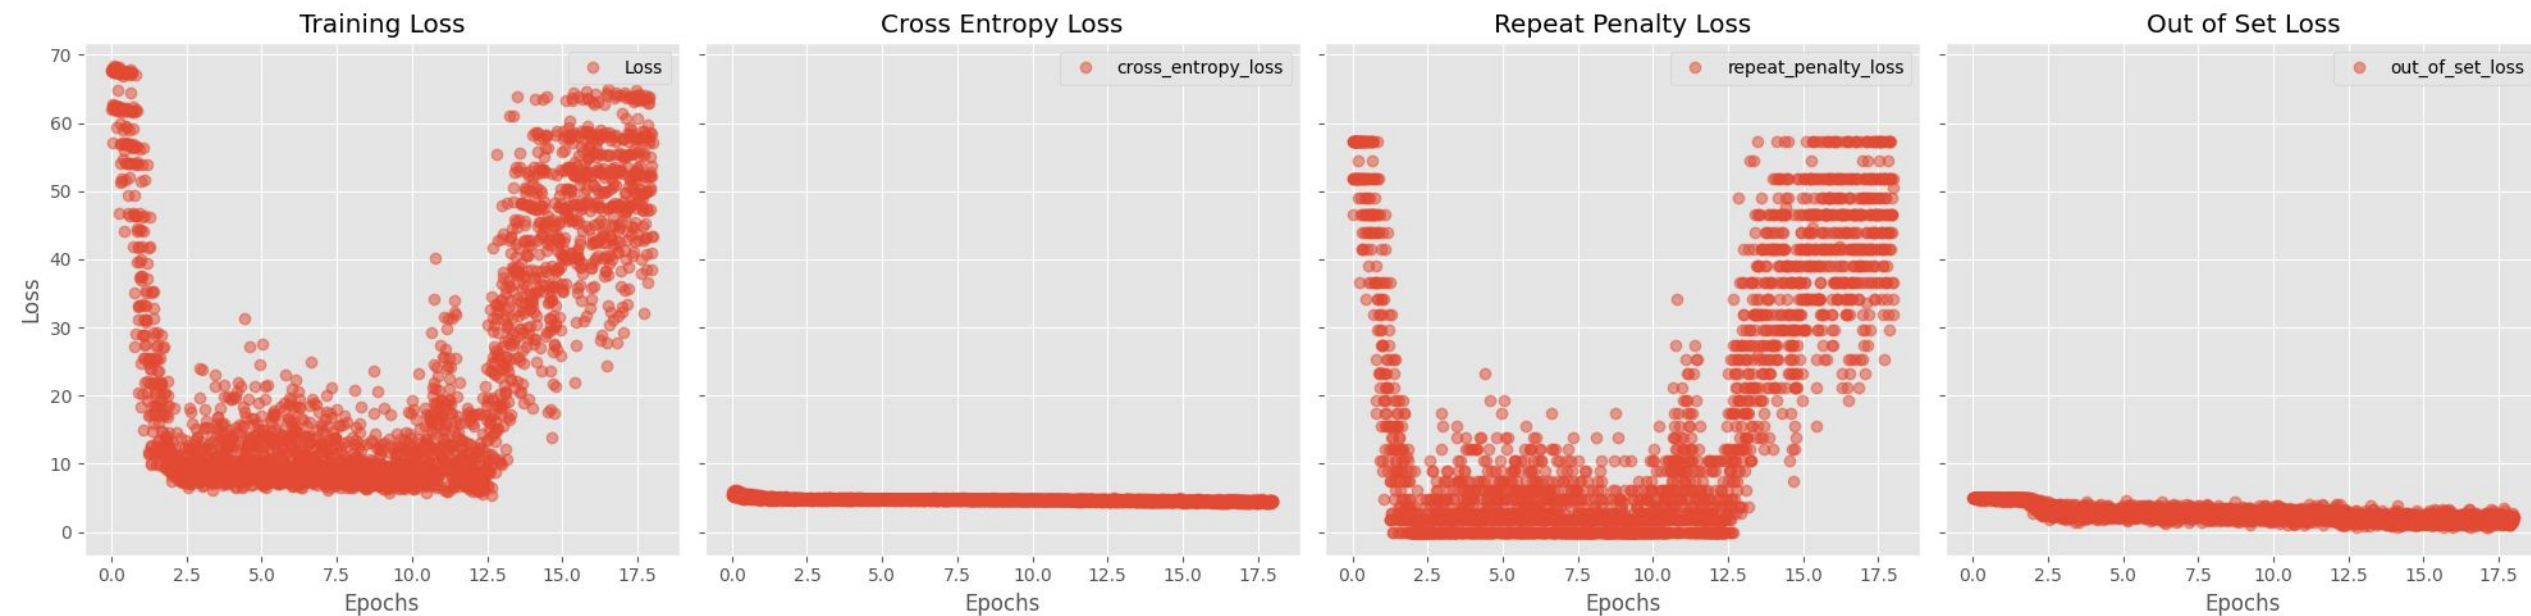 Training Loss
Cross Entropy Loss
Repeat Penalty Loss
Out of Set Loss
Loss
cross_entropy_loss
repeat_penalty_loss
out_of_set_loss
Loss
70
60
50
40
30
20
10
0
0.0 2.5 5.0 7.5 10.0 12.5 15.0 17.5
0.0 2.5 5.0 7.5 10.0 12.5 15.0 17.5
0.0 2.5 5.0 7.5 10.0 12.5 15.0 17.5
0.0 2.5 5.0 7.5 10.0 12.5 15.0 17.5
Epochs
Epochs
Epochs
Epochs